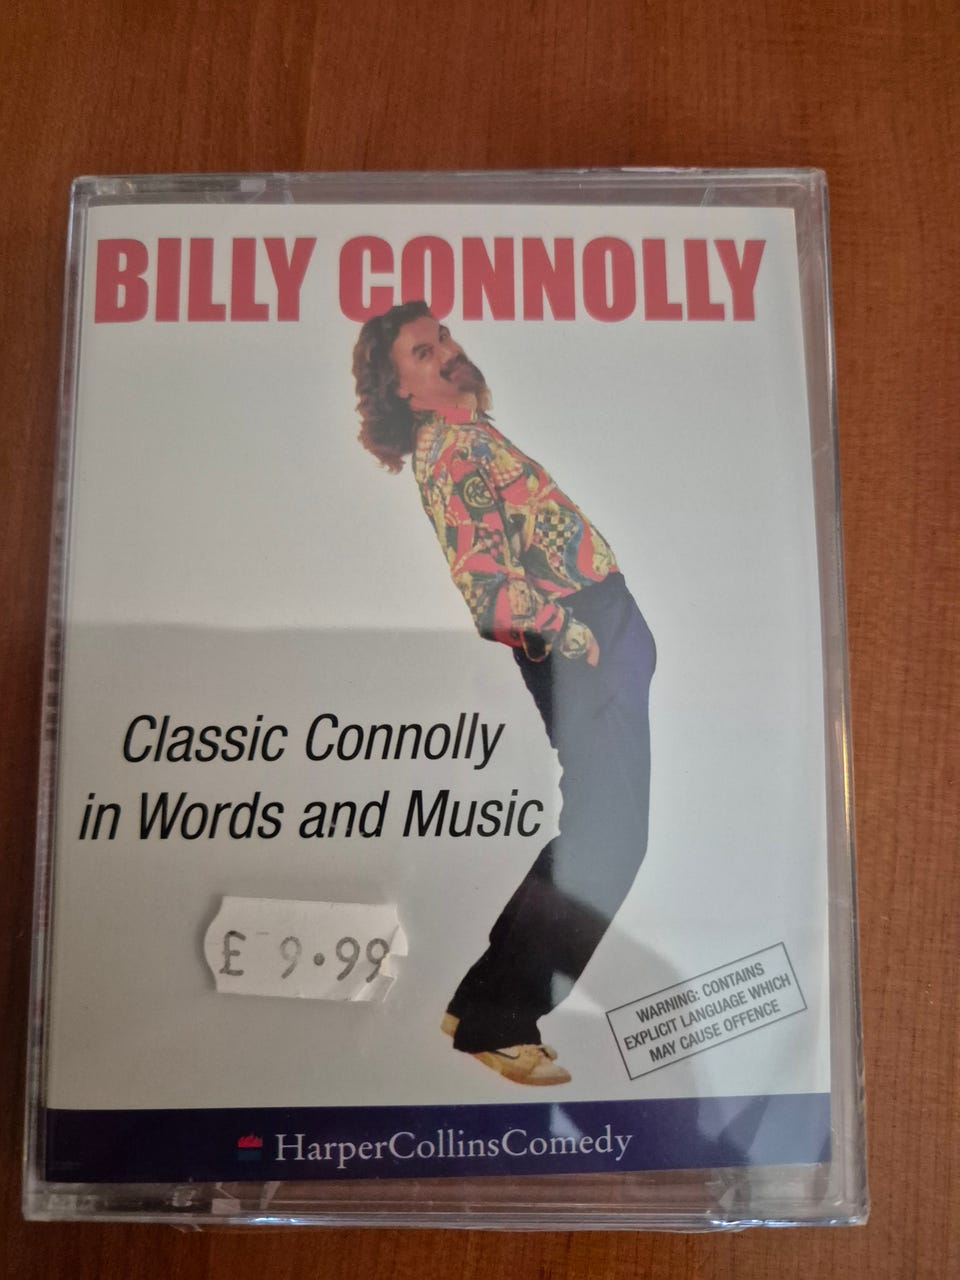 BILLY CONNOLLY
Classic Connolly
in Words and Music
£ 9.99
WARNING: CONTAINS
EXPLICIT LANGUAGE WHICH
MAY CAUSE OFFENCE
HarperCollinsComedy